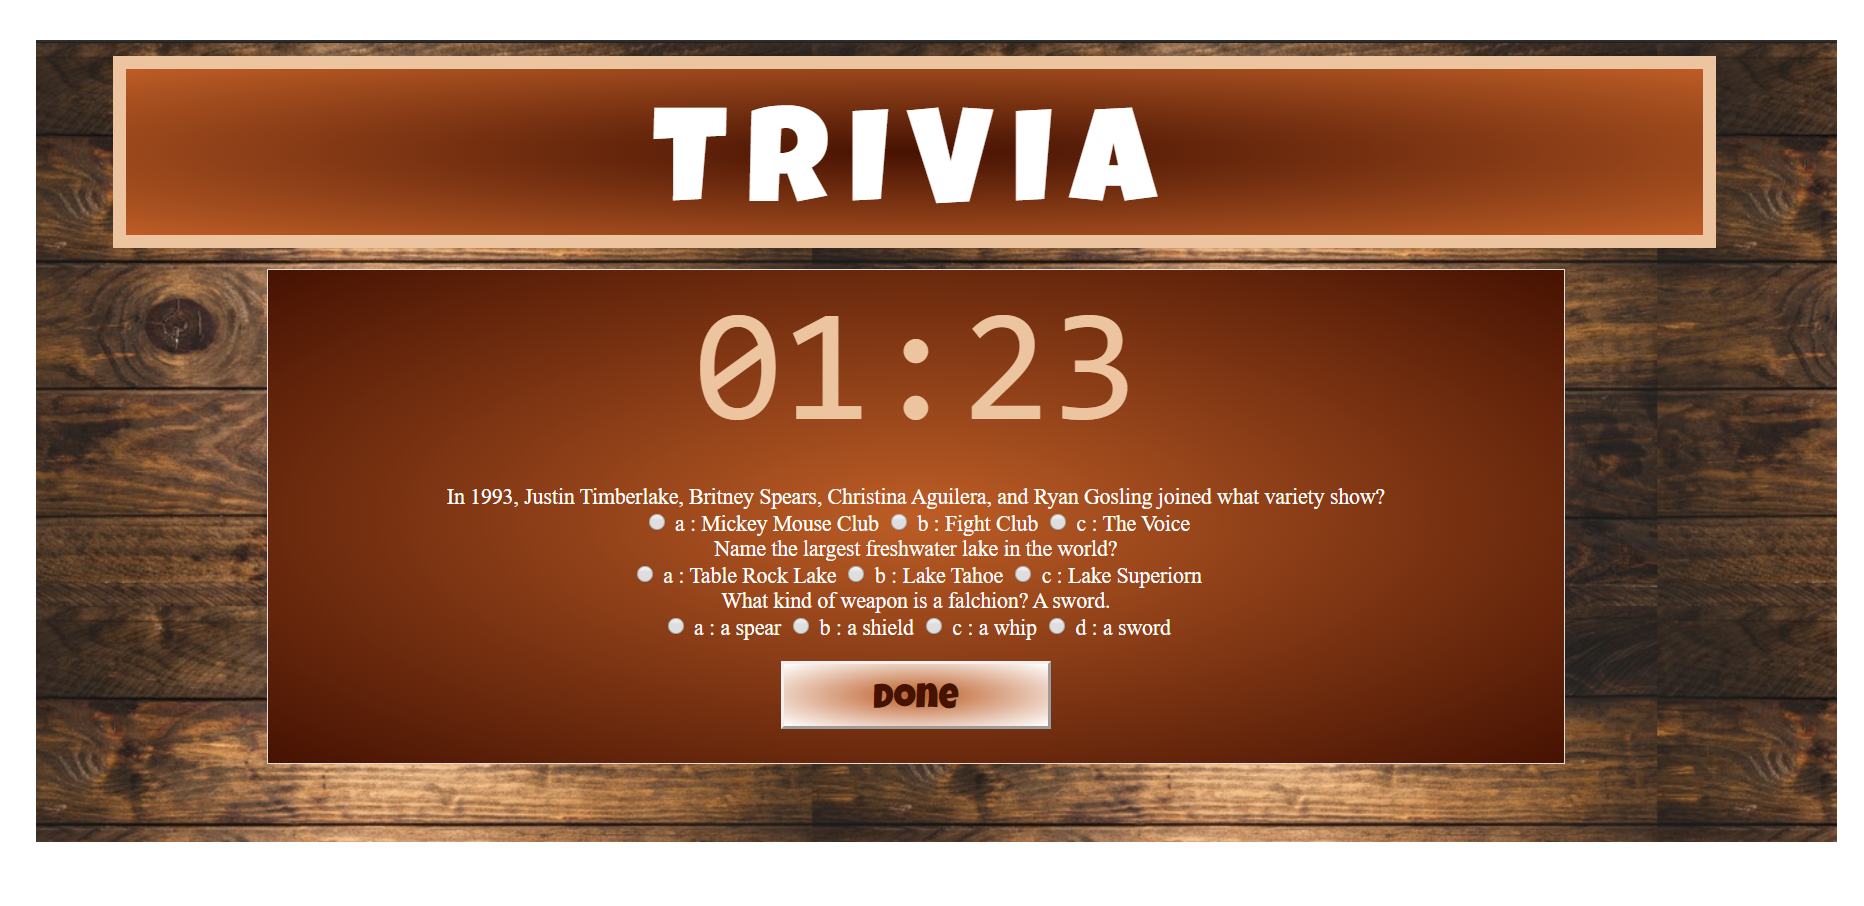 TRIVIA
01:23
In 1993, Justin Timberlake, Britney Spears, Christina Aguilera, and Ryan Gosling joined what variety show?
a : Mickey Mouse Club b : Fight Club c : The Voice
Name the largest freshwater lake in the world?
a : Table Rock Lake b : Lake Tahoe c : Lake Superiorn
What kind of weapon is a falchion? A sword.
a : a spear b : a shield c : a whip d : a sword
Done